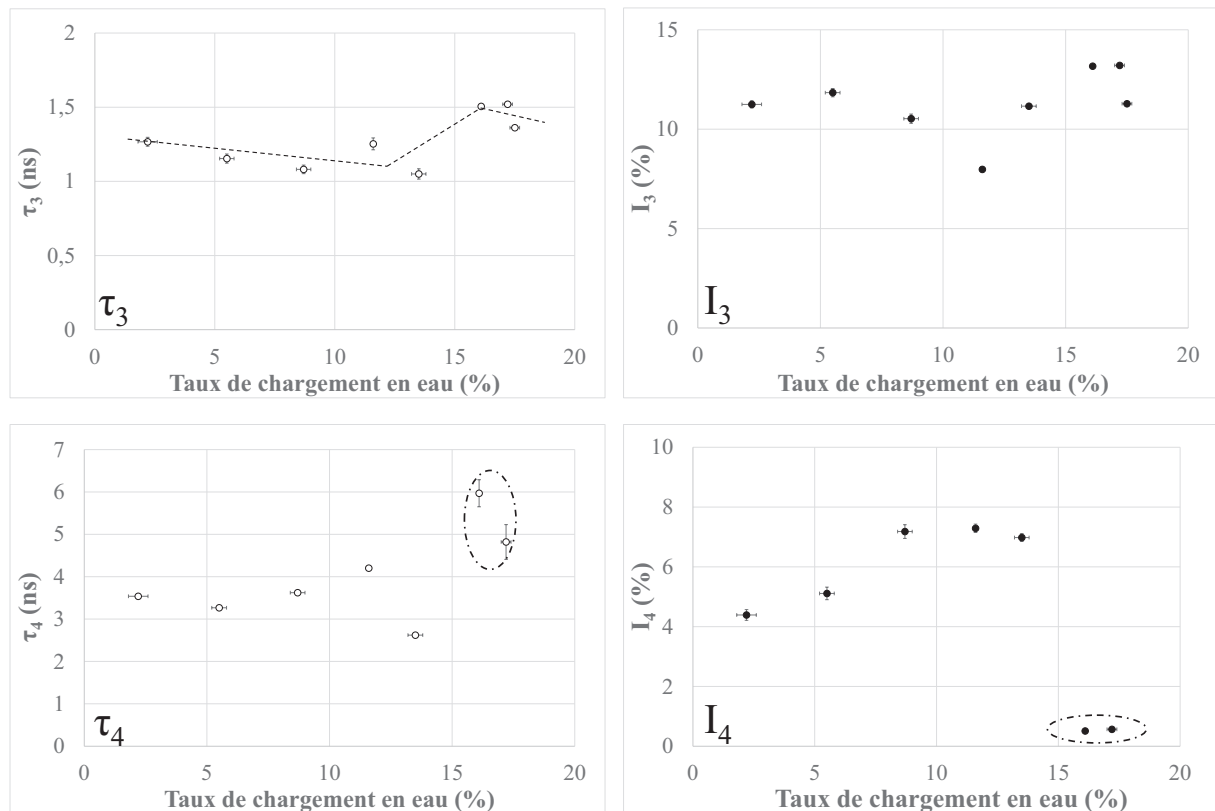 2
1,5
1
0,5
0
τ3 (ns)
τ3
0 5 10 15 20
Taux de chargement en eau (%)
15
10
5
0
I3 (%)
I3
0 5 10 15 20
Taux de chargement en eau (%)
7
6
5
4
3
2
1
0
τ4 (ns)
τ4
0 5 10 15 20
Taux de chargement en eau (%)
10
8
6
4
2
0
I4 (%)
I4
0 5 10 15 20
Taux de chargement en eau (%)